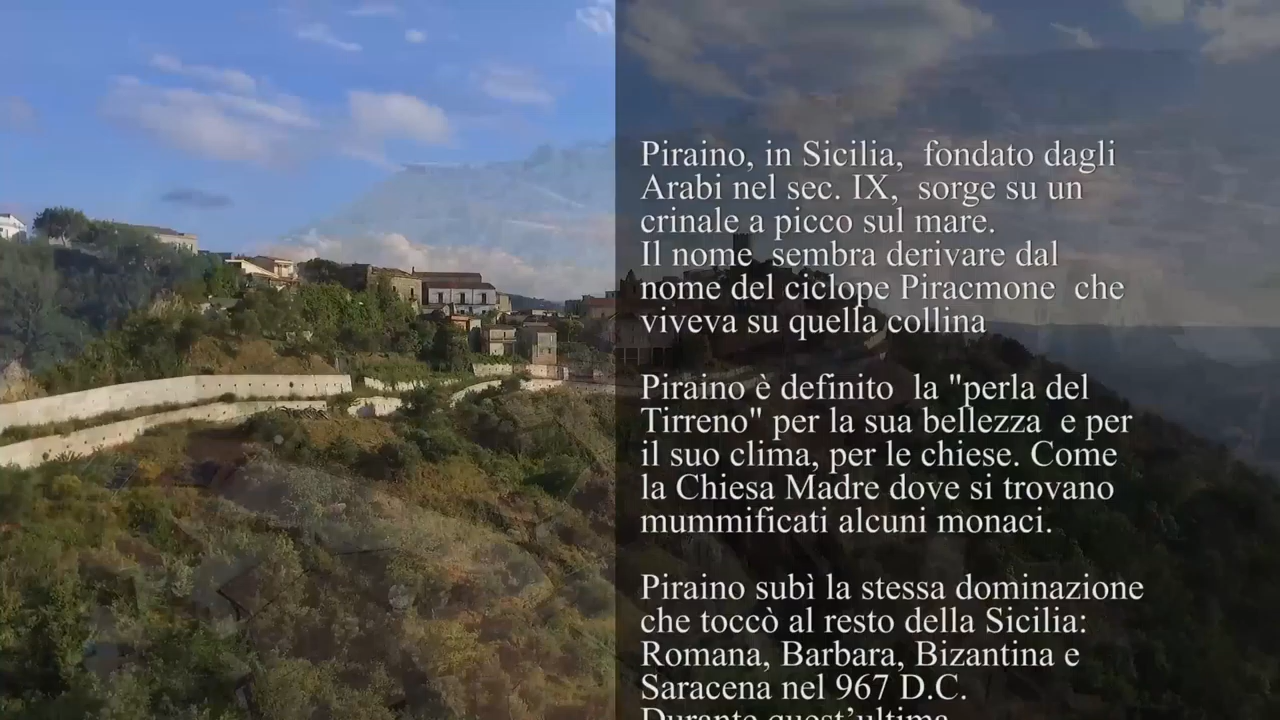 Piraino, in Sicilia,  fondato dagli
Arabi nel sec. IX,  sorge su un
crinale a picco sul mare.
Il nome  sembra derivare dal
nome del ciclope Piracmone  che
viveva su quella collina
Piraino è definito  la "perla del
Tirreno" per la sua bellezza  e per
il suo clima, per le chiese. Come
la Chiesa Madre dove si trovano
mummificati alcuni monaci.
Piraino subì la stessa dominazione
che toccò al resto della Sicilia:
Romana, Barbara, Bizantina e
Saracena nel 967 D.C.
Durante quest’ultima